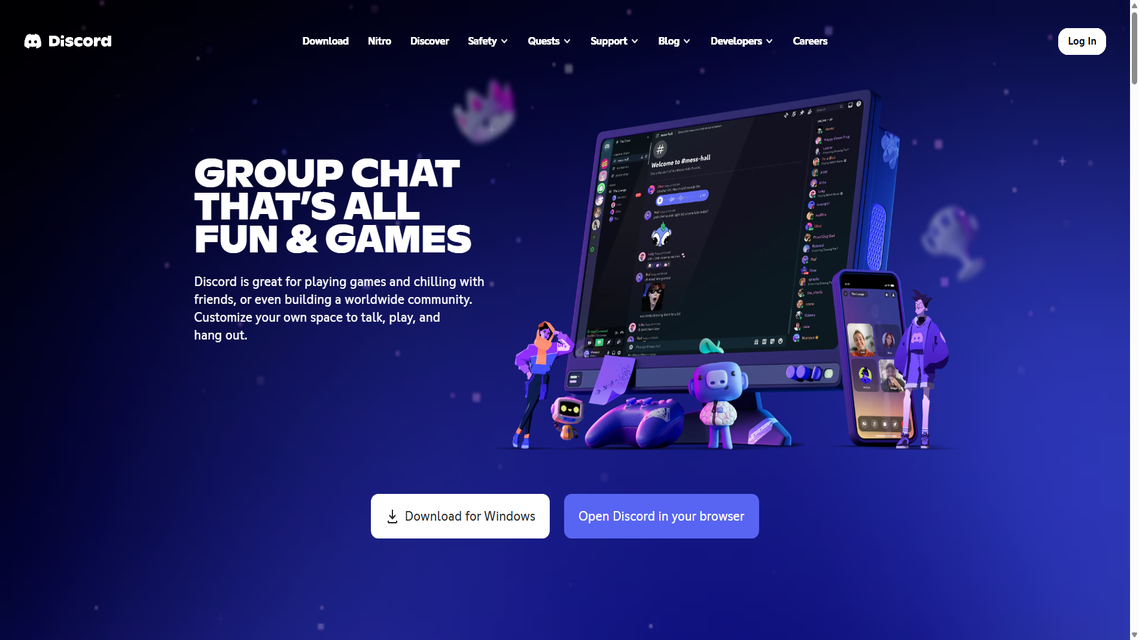 Discord
Download
Nitro
Discover
Safety
Quests
Support
Blog
Developers
Careers
Log In
GROUP CHAT
THAT'S ALL
FUN & GAMES
Discord is great for playing games and chilling with
friends, or even building a worldwide community.
Customize your own space to talk, play, and
hang out.
Welcome to #mess-hall
Download for Windows
Open Discord in your browser